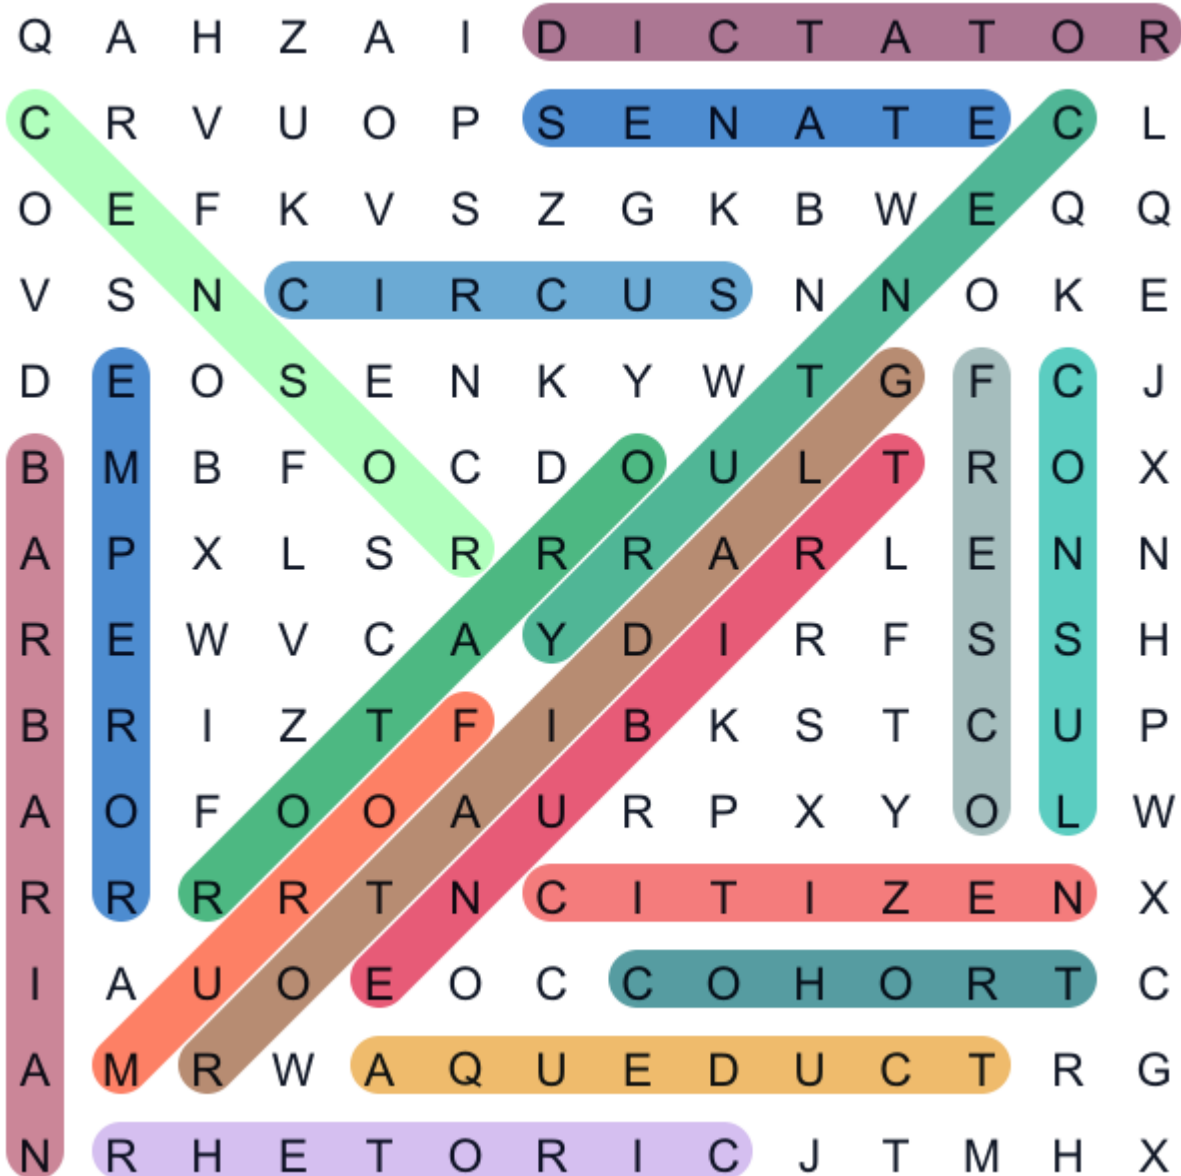 Q A H Z A I D I C T A T O R
C R V U O P S E N A T E C L
O E F K V S Z G K B W E Q Q
V S N C I R C U S N N O K E
D E O S E N K Y W T G F C J
B M B F O C D O U L T R O X
A P X L S R R R A R L E N N
R E W V C A Y D I R F S S H
B R I Z T F I B K S T C U P
A O F O O A U R P X Y O L W
R R R R T N C I T I Z E N X
I A U O E O C C O H O R T C
A M R W A Q U E D U C T R G
N R H E T O R I C J T M H X